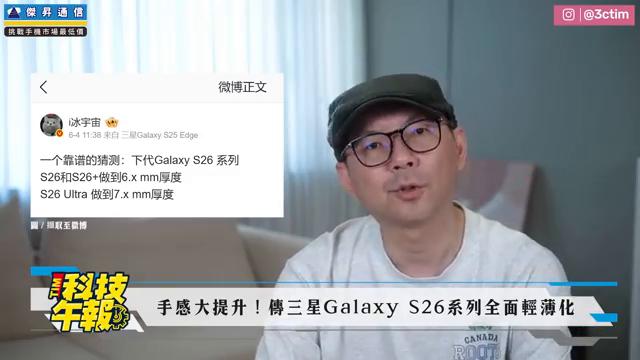 傑昇通信
挑戰手機市場最低價
@3ctim
微博正文
i冰宇宙
6-4 11:38 来自 三星Galaxy S25 Edge
一个靠谱的猜测：下代Galaxy S26 系列
S26和S26+做到6.x mm厚度
S26 Ultra 做到7.x mm厚度
圖 / 擷取至微博
科技
午報
手感大提升！傳三星Galaxy S26系列全面輕薄化
CANADA
ROOTS